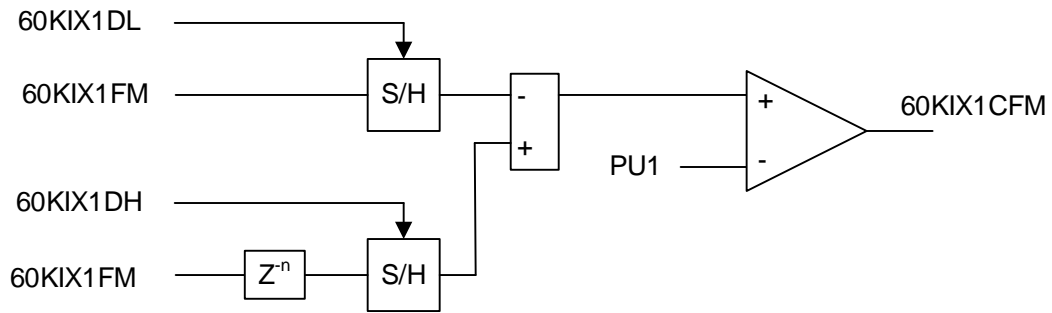 60KIX1DL
60KIX1FM
S/H
-
+
+
-
60KIX1CFM
PU1
60KIX1DH
60KIX1FM
Z⁻ⁿ
S/H